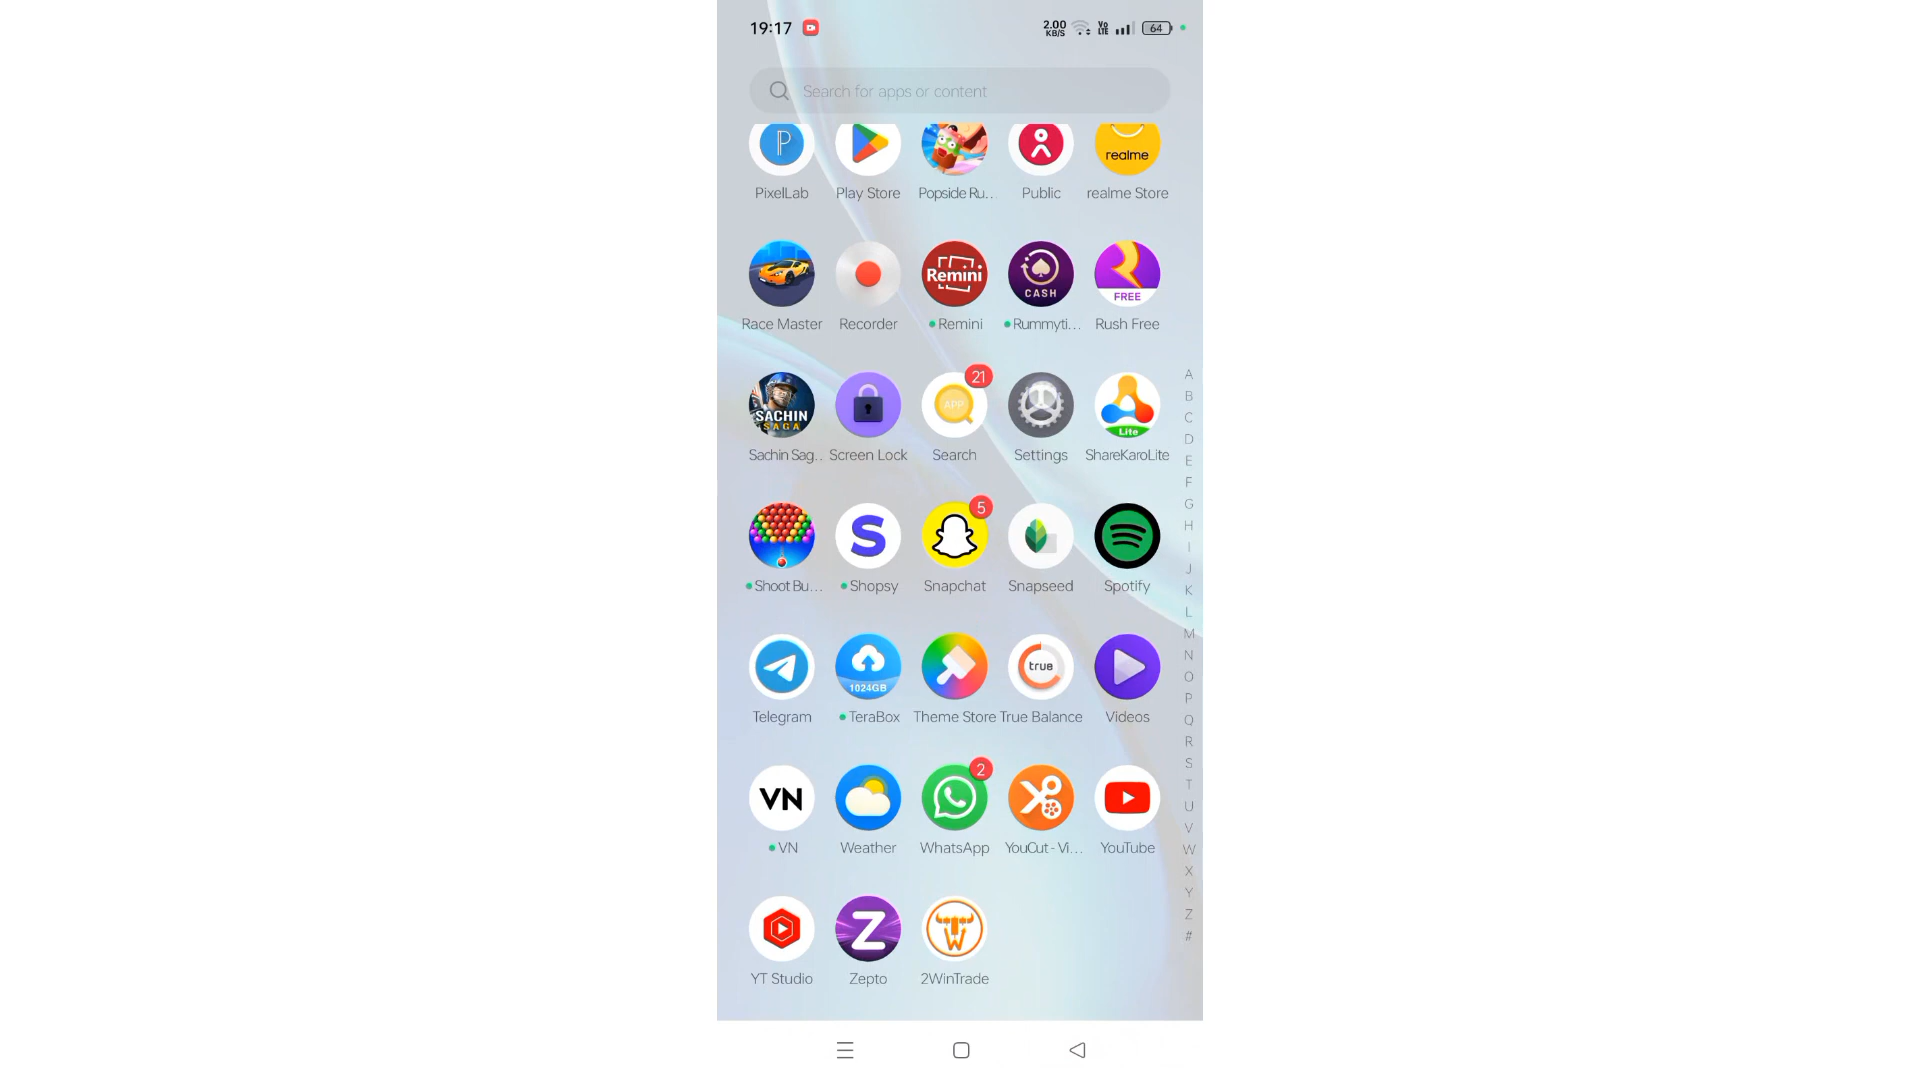 19:17 2.00 KB/S Vo LTE 64
Search for apps or content
P realme
PixelLab Play Store Popside Ru... Public realme Store
Remini CASH FREE
Race Master Recorder Remini Rummyti... Rush Free
SACHIN SAGA APP 21 Lite
Sachin Sag.. Screen Lock Search Settings ShareKaroLite
S 5
Shoot Bu... Shopsy Snapchat Snapseed Spotify
1024GB true
Telegram TeraBox Theme Store True Balance Videos
VN 2
VN Weather WhatsApp YouCut - Vi... YouTube
Z W
YT Studio Zepto 2WinTrade
A
B
C
D
E
F
G
H
I
J
K
L
M
N
O
P
Q
R
S
T
U
V
W
X
Y
Z
#